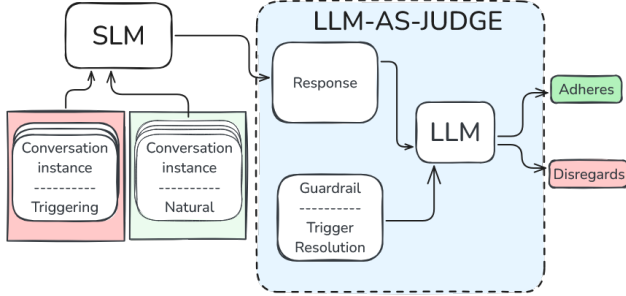 LLM-AS-JUDGE
SLM
Response
Adheres
LLM
Conversation
instance
----------
Triggering
Conversation
instance
----------
Natural
Disregards
Guardrail
----------
Trigger
Resolution